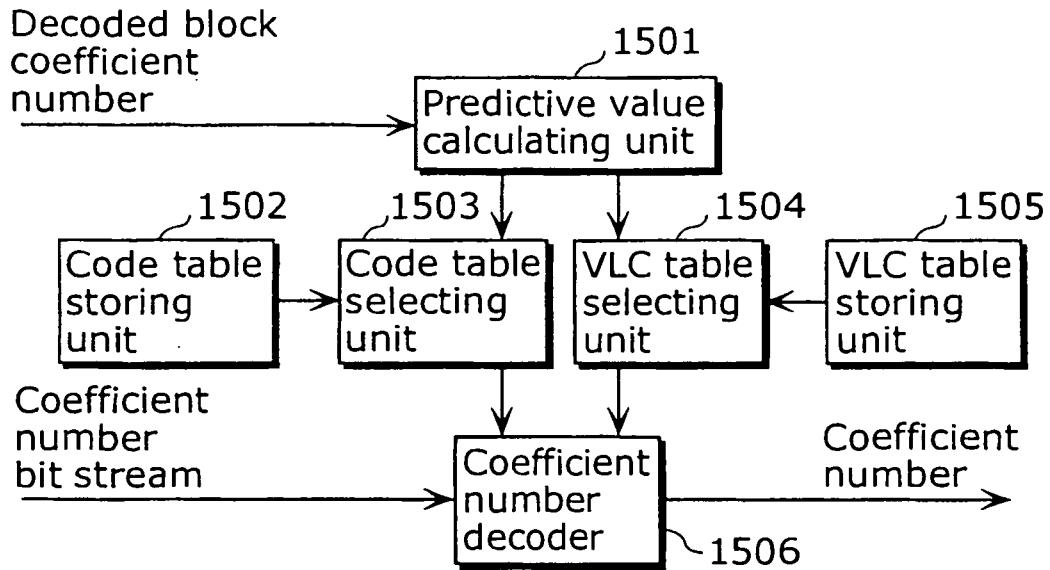 Decoded block
coefficient
number
1501
Predictive value
calculating unit
1502
1503
1504
1505
Code table
storing
unit
Code table
selecting
unit
VLC table
selecting
unit
VLC table
storing
unit
Coefficient
number
bit stream
Coefficient
number
decoder
Coefficient
number
1506